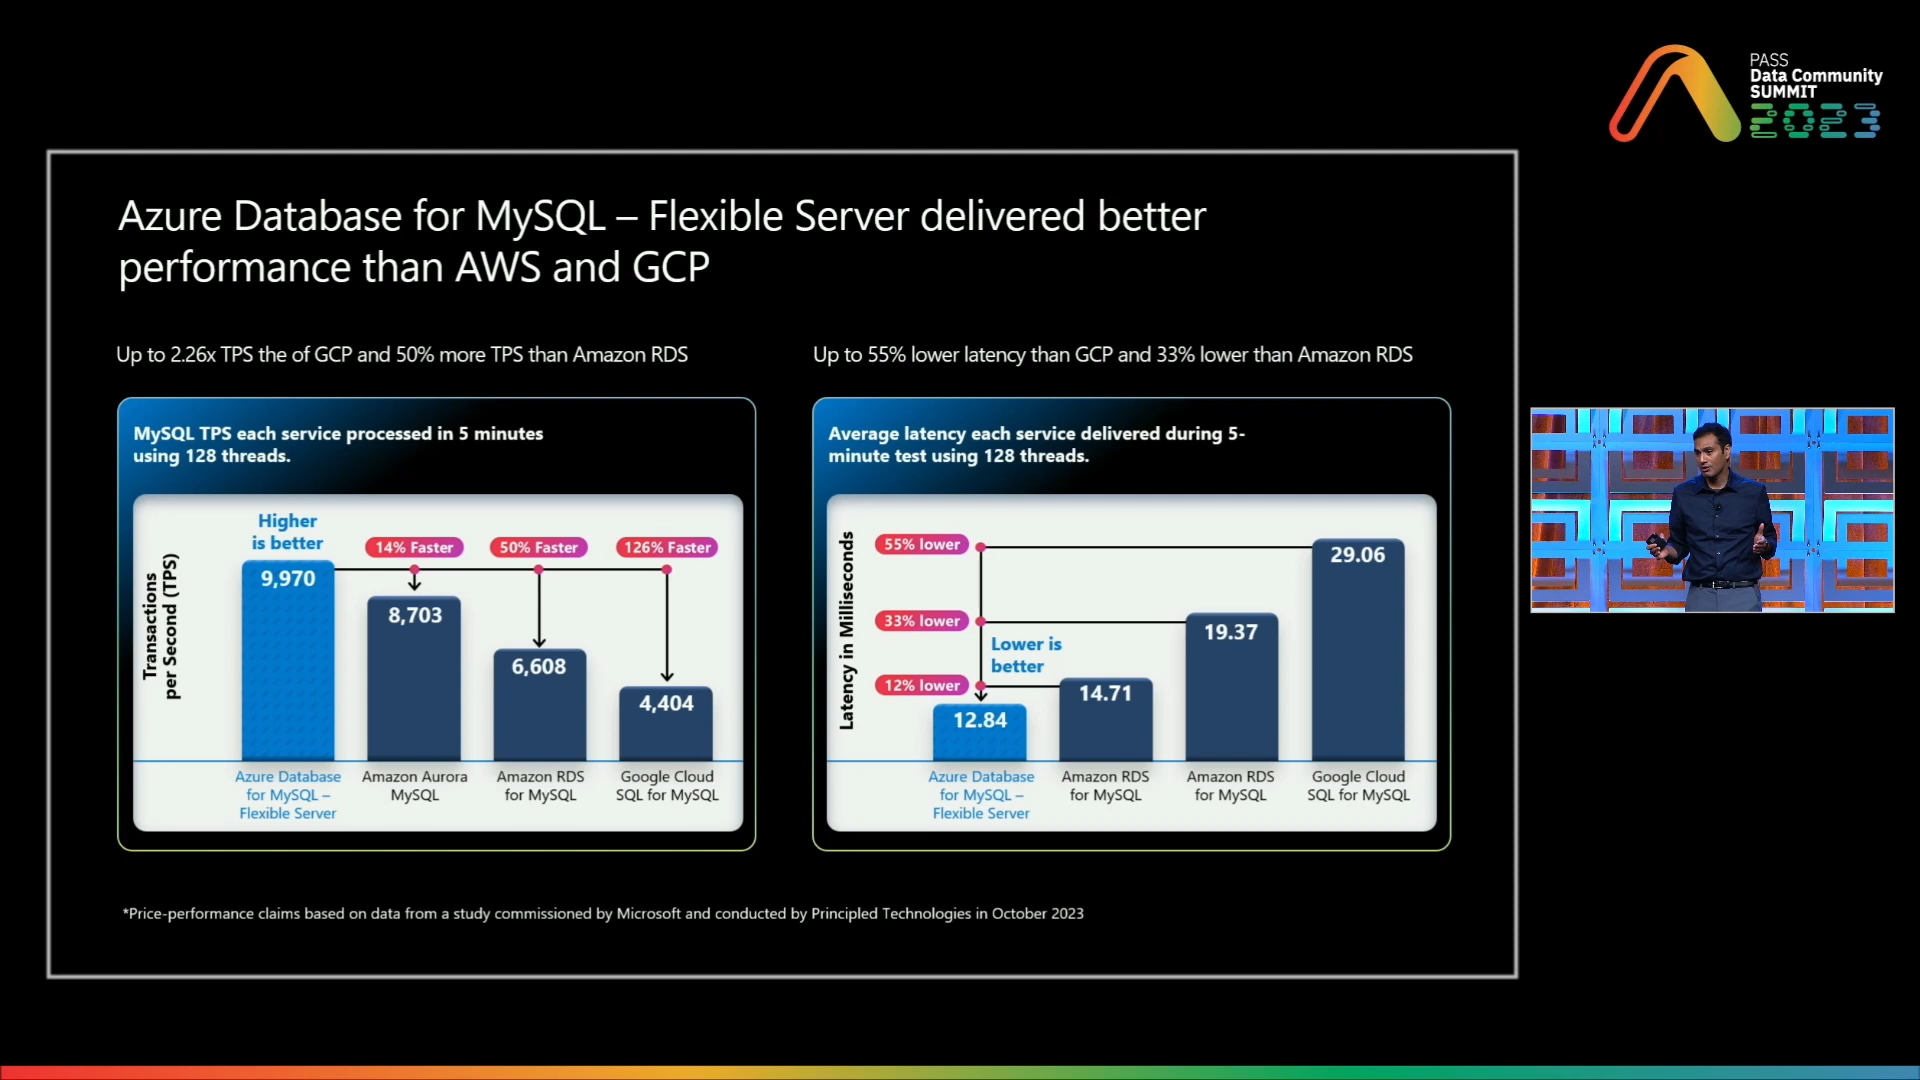 PASS
Data Community
SUMMIT
2023
Azure Database for MySQL – Flexible Server delivered better
performance than AWS and GCP
Up to 2.26x TPS the of GCP and 50% more TPS than Amazon RDS
MySQL TPS each service processed in 5 minutes
using 128 threads.
Transactions
per Second (TPS)
Higher
is better
14% Faster
50% Faster
126% Faster
9,970
8,703
6,608
4,404
Azure Database
for MySQL –
Flexible Server
Amazon Aurora
MySQL
Amazon RDS
for MySQL
Google Cloud
SQL for MySQL
Up to 55% lower latency than GCP and 33% lower than Amazon RDS
Average latency each service delivered during 5-
minute test using 128 threads.
Latency in Milliseconds
55% lower
33% lower
12% lower
Lower is
better
12.84
14.71
19.37
29.06
Azure Database
for MySQL –
Flexible Server
Amazon RDS
for MySQL
Amazon RDS
for MySQL
Google Cloud
SQL for MySQL
*Price-performance claims based on data from a study commissioned by Microsoft and conducted by Principled Technologies in October 2023